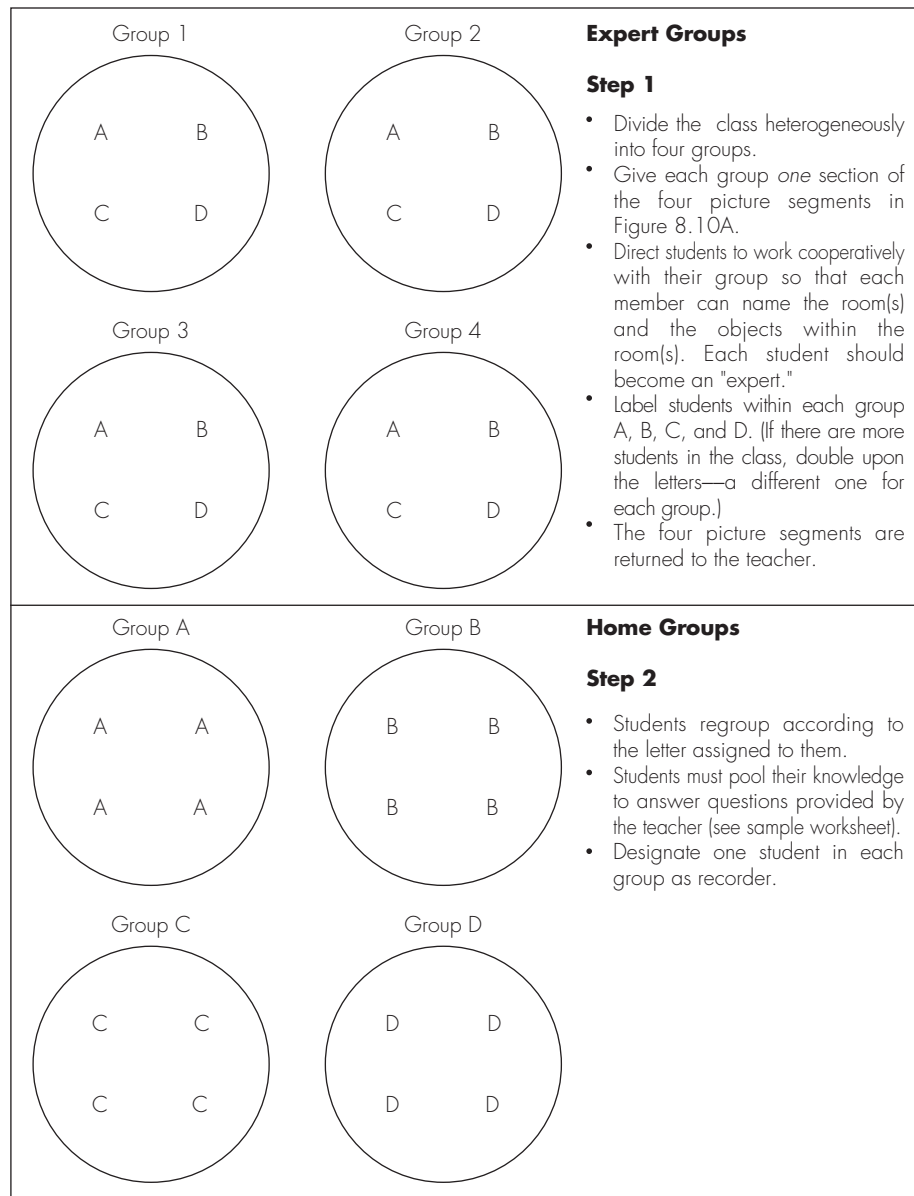 Group 1
Group 2
A B
A B
C D
C D
Group 3
Group 4
A B
A B
C D
C D
Expert Groups
Step 1
• Divide the class heterogeneously
into four groups.
• Give each group one section of
the four picture segments in
Figure 8.10A.
• Direct students to work cooperatively
with their group so that each
member can name the room(s)
and the objects within the
room(s). Each student should
become an "expert."
• Label students within each group
A, B, C, and D. (If there are more
students in the class, double upon
the letters—a different one for
each group.)
• The four picture segments are
returned to the teacher.
Group A
Group B
A A
B B
A A
B B
Group C
Group D
C C
D D
C C
D D
Home Groups
Step 2
• Students regroup according to
the letter assigned to them.
• Students must pool their knowledge
to answer questions provided by
the teacher (see sample worksheet).
• Designate one student in each
group as recorder.